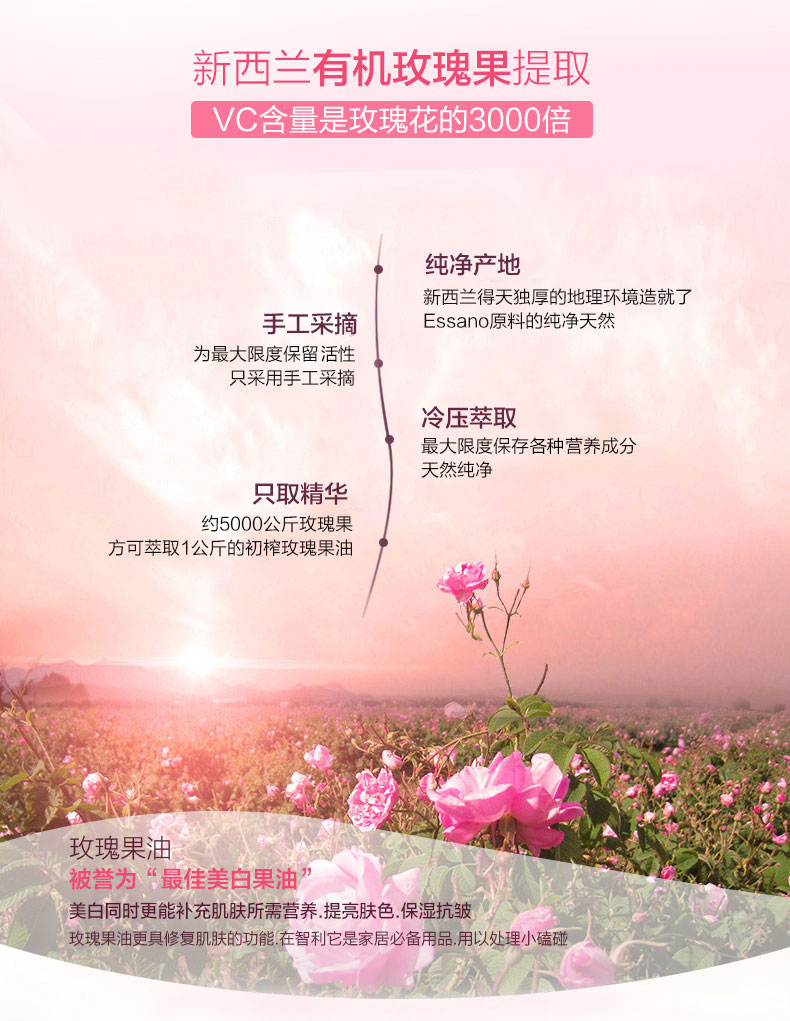 新西兰有机玫瑰果提取
VC含量是玫瑰花的3000倍
纯净产地
新西兰得天独厚的地理环境造就了
Essano原料的纯净天然
手工采摘
为最大限度保留活性
只采用手工采摘
冷压萃取
最大限度保存各种营养成分
天然纯净
只取精华
约5000公斤玫瑰果
方可萃取1公斤的初榨玫瑰果油
玫瑰果油
被誉为“最佳美白果油”
美白同时更能补充肌肤所需营养.提亮肤色.保湿抗皱
玫瑰果油更具修复肌肤的功能.在智利它是家居必备用品.用以处理小磕碰